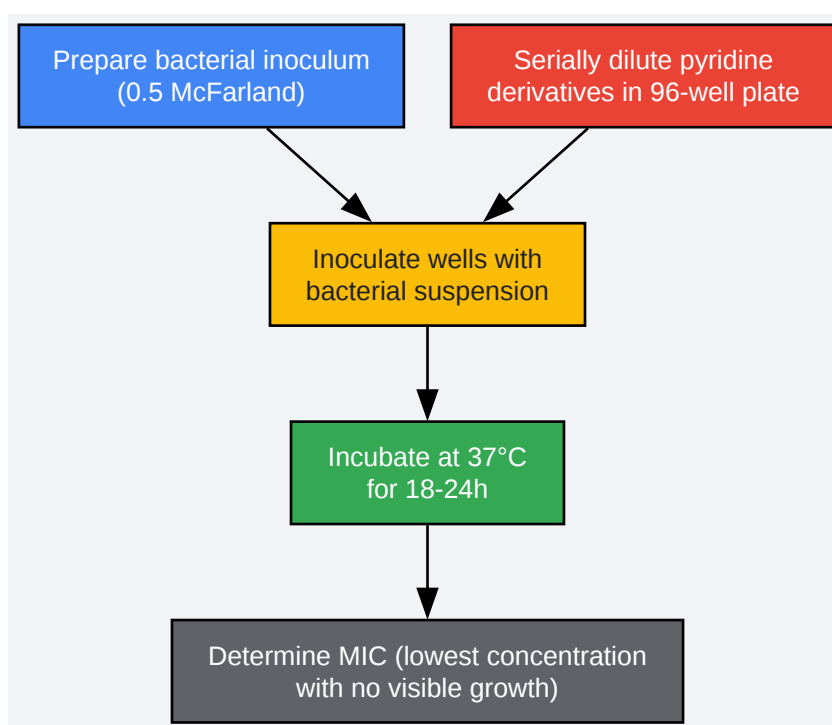 Prepare bacterial inoculum
(0.5 McFarland)
Serially dilute pyridine
derivatives in 96-well plate
Inoculate wells with
bacterial suspension
Incubate at 37°C
for 18-24h
Determine MIC (lowest concentration
with no visible growth)